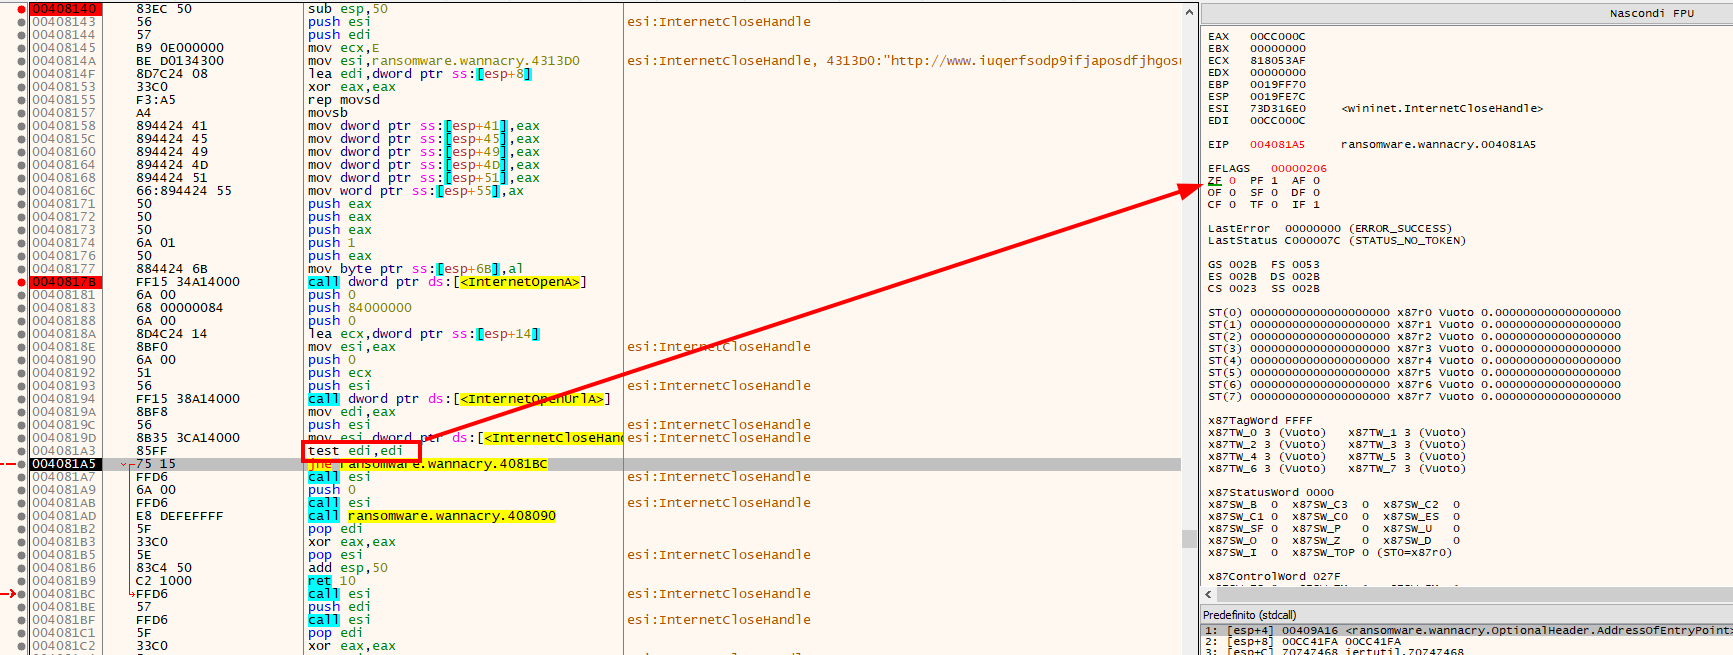 00408140 83EC 50 sub esp,50
00408143 56 push esi esi:InternetCloseHandle
00408144 57 push edi
00408145 B9 0E000000 mov ecx,E
0040814A BE D0134300 mov esi,ransomware.wannacry.4313D0 esi:InternetCloseHandle, 4313D0:"http://www.iuqerfsodp9ifjaposdfjhgosu
0040814F 8D7C24 08 lea edi,dword ptr ss:[esp+8]
00408153 33C0 xor eax,eax
00408155 F3:A5 rep movsd
00408157 A4 movsb
00408158 894424 41 mov dword ptr ss:[esp+41],eax
0040815C 894424 45 mov dword ptr ss:[esp+45],eax
00408160 894424 49 mov dword ptr ss:[esp+49],eax
00408164 894424 4D mov dword ptr ss:[esp+4D],eax
00408168 894424 51 mov dword ptr ss:[esp+51],eax
0040816C 66:894424 55 mov word ptr ss:[esp+55],ax
00408171 50 push eax
00408172 50 push eax
00408173 50 push eax
00408174 6A 01 push 1
00408176 50 push eax
00408177 884424 6B mov byte ptr ss:[esp+6B],al
0040817B FF15 34A14000 call dword ptr ds:[<InternetOpenA>]
00408181 6A 00 push 0
00408183 68 00000084 push 84000000
00408188 6A 00 push 0
0040818A 8D4C24 14 lea ecx,dword ptr ss:[esp+14]
0040818E 8BF0 mov esi,eax esi:InternetCloseHandle
00408190 6A 00 push 0
00408192 51 push ecx
00408193 56 push esi esi:InternetCloseHandle
00408194 FF15 38A14000 call dword ptr ds:[<InternetOpenUrlA>]
0040819A 8BF8 mov edi,eax
0040819C 56 push esi esi:InternetCloseHandle
0040819D 8B35 3CA14000 mov esi,dword ptr ds:[<InternetCloseHand esi:InternetCloseHandle
004081A3 85FF test edi,edi
004081A5 75 15 jne ransomware.wannacry.4081BC
004081A7 FFD6 call esi esi:InternetCloseHandle
004081A9 6A 00 push 0
004081AB FFD6 call esi esi:InternetCloseHandle
004081AD E8 DEFEFFFF call ransomware.wannacry.408090
004081B2 5F pop edi
004081B3 33C0 xor eax,eax
004081B5 5E pop esi esi:InternetCloseHandle
004081B6 83C4 50 add esp,50
004081B9 C2 1000 ret 10
004081BC FFD6 call esi esi:InternetCloseHandle
004081BE 57 push edi
004081BF FFD6 call esi esi:InternetCloseHandle
004081C1 5F pop edi
004081C2 33C0 xor eax,eax
Nascondi FPU
EAX 00CC000C
EBX 00000000
ECX 818053AF
EDX 00000000
EBP 0019FF70
ESP 0019FE7C
ESI 73D316E0 <wininet.InternetCloseHandle>
EDI 00CC000C
EIP 004081A5 ransomware.wannacry.004081A5
EFLAGS 00000206
ZF 0 PF 1 AF 0
OF 0 SF 0 DF 0
CF 0 TF 0 IF 1
LastError 00000000 (ERROR_SUCCESS)
LastStatus C000007C (STATUS_NO_TOKEN)
GS 002B FS 0053
ES 002B DS 002B
CS 0023 SS 002B
ST(0) 00000000000000000000 x87r0 Vuoto 0.000000000000000000
ST(1) 00000000000000000000 x87r1 Vuoto 0.000000000000000000
ST(2) 00000000000000000000 x87r2 Vuoto 0.000000000000000000
ST(3) 00000000000000000000 x87r3 Vuoto 0.000000000000000000
ST(4) 00000000000000000000 x87r4 Vuoto 0.000000000000000000
ST(5) 00000000000000000000 x87r5 Vuoto 0.000000000000000000
ST(6) 00000000000000000000 x87r6 Vuoto 0.000000000000000000
ST(7) 00000000000000000000 x87r7 Vuoto 0.000000000000000000
x87TagWord FFFF
x87TW_0 3 (Vuoto) x87TW_1 3 (Vuoto)
x87TW_2 3 (Vuoto) x87TW_3 3 (Vuoto)
x87TW_4 3 (Vuoto) x87TW_5 3 (Vuoto)
x87TW_6 3 (Vuoto) x87TW_7 3 (Vuoto)
x87StatusWord 0000
x87SW_B 0 x87SW_C3 0 x87SW_C2 0
x87SW_C1 0 x87SW_C0 0 x87SW_ES 0
x87SW_SF 0 x87SW_P 0 x87SW_U 0
x87SW_O 0 x87SW_Z 0 x87SW_D 0
x87SW_I 0 x87SW_TOP 0 (ST0=x87r0)
x87ControlWord 027F
Predefinito (stdcall)
1: [esp+4] 00409A16 <ransomware.wannacry.OptionalHeader.AddressOfEntryPoint>
2: [esp+8] 00CC41FA 00CC41FA
3: [esp+C] 70747468 iertutil.70747468